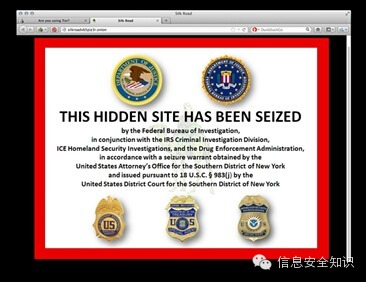 Silk Road
Are you using Tor?
Silk Road
THIS HIDDEN SITE HAS BEEN SEIZED
by the Federal Bureau of Investigation,
in conjunction with the IRS Criminal Investigation Division,
ICE Homeland Security Investigations, and the Drug Enforcement Administration,
in accordance with a seizure warrant obtained by the
United States Attorney's Office for the Southern District of New York
and issued pursuant to 18 U.S.C. § 983(j) by the
United States District Court for the Southern District of New York
信息安全知识